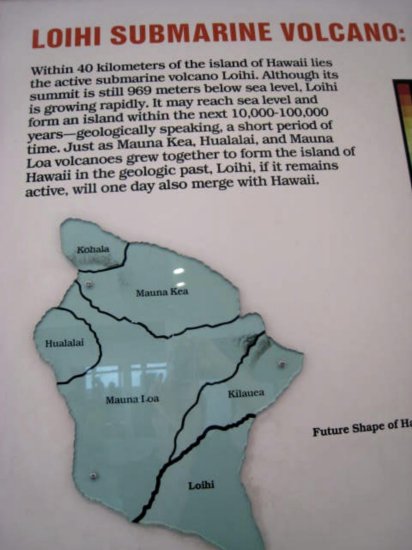 LOIHI SUBMARINE VOLCANO:
Within 40 kilometers of the island of Hawaii lies
the active submarine volcano Loihi. Although its
summit is still 969 meters below sea level, Loihi
is growing rapidly. It may reach sea level and
form an island within the next 10,000-100,000
years—geologically speaking, a short period of
time. Just as Mauna Kea, Hualalai, and Mauna
Loa volcanoes grew together to form the island of
Hawaii in the geologic past, Loihi, if it remains
active, will one day also merge with Hawaii.
Kohala
Mauna Kea
Hualalai
Mauna Loa
Kilauea
Future Shape of
Loihi